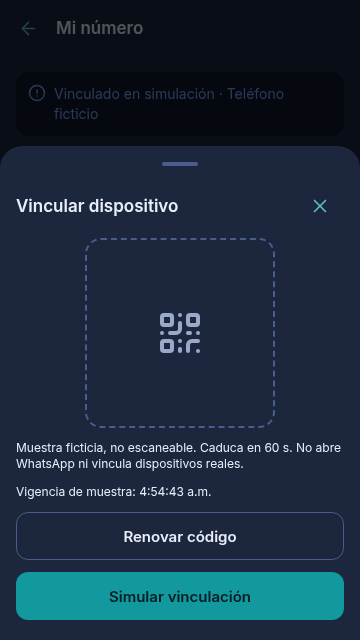 Mi número
Vinculado en simulación · Teléfono
ficticio
Vincular dispositivo
Muestra ficticia, no escaneable. Caduca en 60 s. No abre
WhatsApp ni vincula dispositivos reales.
Vigencia de muestra: 4:54:43 a.m.
Renovar código
Simular vinculación